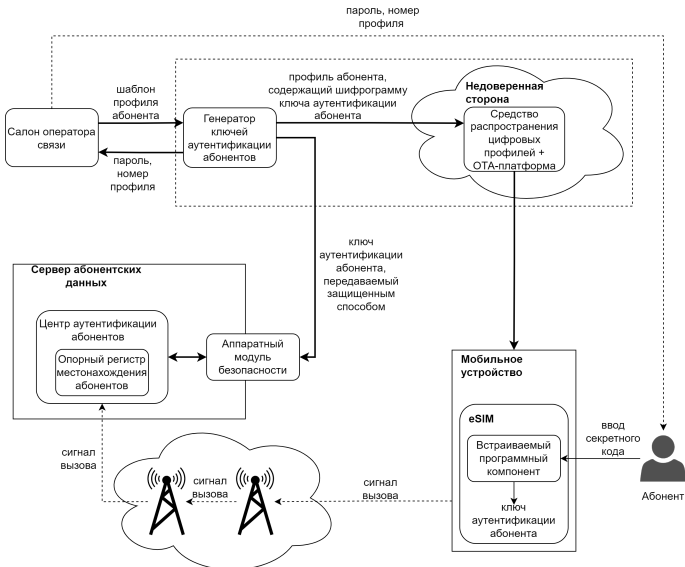 пароль, номер
профиля
шаблон
профиля
абонента
профиль абонента,
содержащий шифрограмму
ключа аутентификации
абонента
Недоверенная
сторона
Салон оператора
связи
Генератор
ключей
аутентификации
абонентов
Средство
распространения
цифровых
профилей +
ОТА-платформа
пароль,
номер
профиля
ключ
аутентификации
абонента,
передаваемый
защищенным
способом
Сервер абонентских
данных
Центр аутентификации
абонентов
Опорный регистр
местонахождения
абонентов
Аппаратный
модуль
безопасности
Мобильное
устройство
eSIM
Встраиваемый
программный
компонент
ключ
аутентификации
абонента
ввод
секретного
кода
Абонент
сигнал
вызова
сигнал
вызова
сигнал
вызова